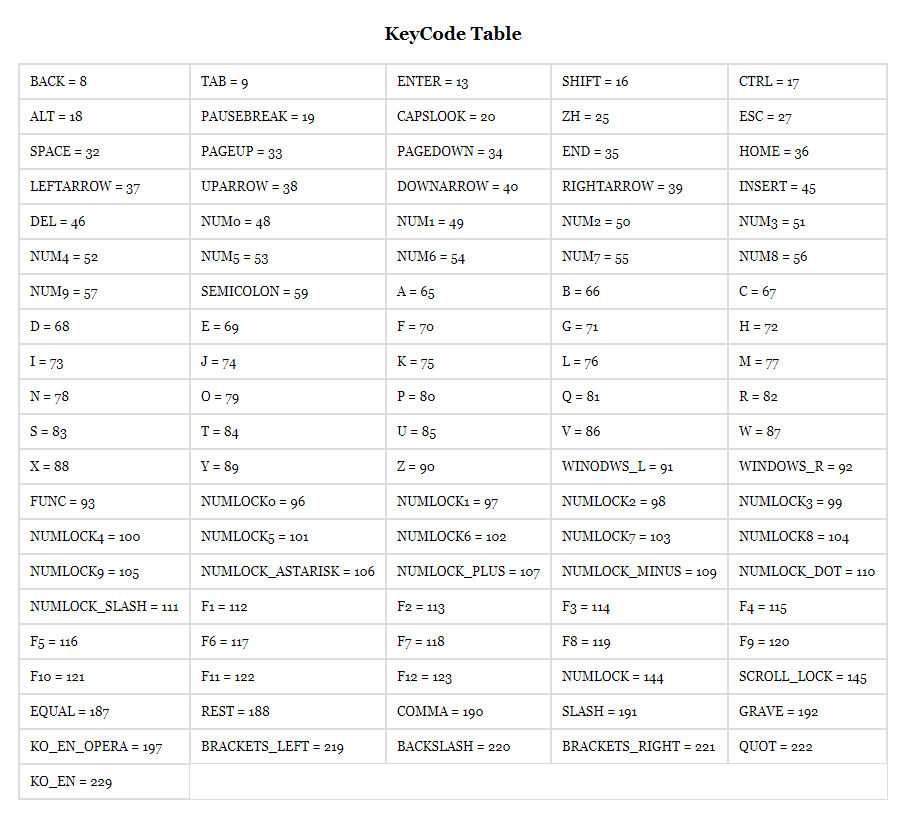 KeyCode Table
BACK = 8 TAB = 9 ENTER = 13 SHIFT = 16 CTRL = 17
ALT = 18 PAUSEBREAK = 19 CAPSLOOK = 20 ZH = 25 ESC = 27
SPACE = 32 PAGEUP = 33 PAGEDOWN = 34 END = 35 HOME = 36
LEFTARROW = 37 UPARROW = 38 DOWNARROW = 40 RIGHTARROW = 39 INSERT = 45
DEL = 46 NUM0 = 48 NUM1 = 49 NUM2 = 50 NUM3 = 51
NUM4 = 52 NUM5 = 53 NUM6 = 54 NUM7 = 55 NUM8 = 56
NUM9 = 57 SEMICOLON = 59 A = 65 B = 66 C = 67
D = 68 E = 69 F = 70 G = 71 H = 72
I = 73 J = 74 K = 75 L = 76 M = 77
N = 78 O = 79 P = 80 Q = 81 R = 82
S = 83 T = 84 U = 85 V = 86 W = 87
X = 88 Y = 89 Z = 90 WINODWS_L = 91 WINDOWS_R = 92
FUNC = 93 NUMLOCK0 = 96 NUMLOCK1 = 97 NUMLOCK2 = 98 NUMLOCK3 = 99
NUMLOCK4 = 100 NUMLOCK5 = 101 NUMLOCK6 = 102 NUMLOCK7 = 103 NUMLOCK8 = 104
NUMLOCK9 = 105 NUMLOCK_ASTARISK = 106 NUMLOCK_PLUS = 107 NUMLOCK_MINUS = 109 NUMLOCK_DOT = 110
NUMLOCK_SLASH = 111 F1 = 112 F2 = 113 F3 = 114 F4 = 115
F5 = 116 F6 = 117 F7 = 118 F8 = 119 F9 = 120
F10 = 121 F11 = 122 F12 = 123 NUMLOCK = 144 SCROLL_LOCK = 145
EQUAL = 187 REST = 188 COMMA = 190 SLASH = 191 GRAVE = 192
KO_EN_OPERA = 197 BRACKETS_LEFT = 219 BACKSLASH = 220 BRACKETS_RIGHT = 221 QUOT = 222
KO_EN = 229